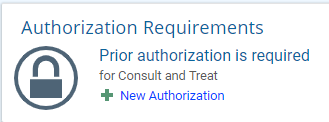 Authorization Requirements
Prior authorization is required
for Consult and Treat
New Authorization